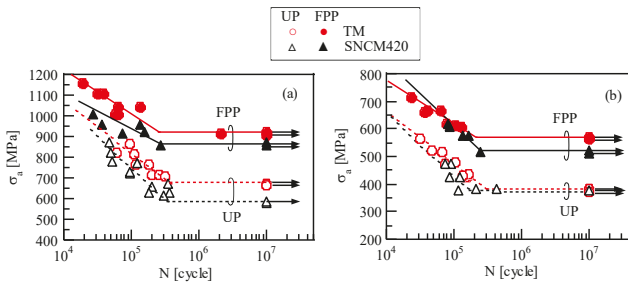 UP FPP
TM
SNCM420
1200
1100
1000
900
800
700
600
500
400
σa [MPa]
(a)
FPP
UP
10^4 10^5 10^6 10^7
N [cycle]
800
700
600
500
400
300
200
σa [MPa]
(b)
FPP
UP
10^4 10^5 10^6 10^7
N [cycle]